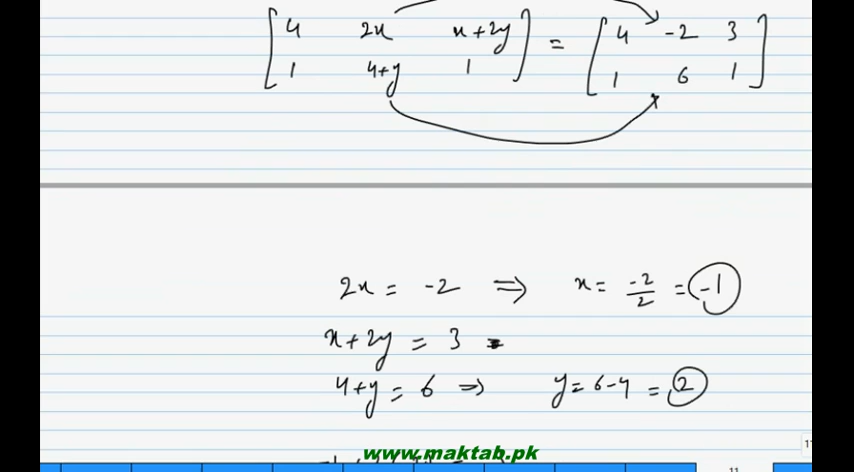 [4 2x x+2y] = [4 -2 3]
[1 4+y 1] [1 6 1]
2x = -2 ⇒ x = -2/2 = -1
x+2y = 3
4+y = 6 ⇒ y = 6-4 = 2
www.maktab.pk
11